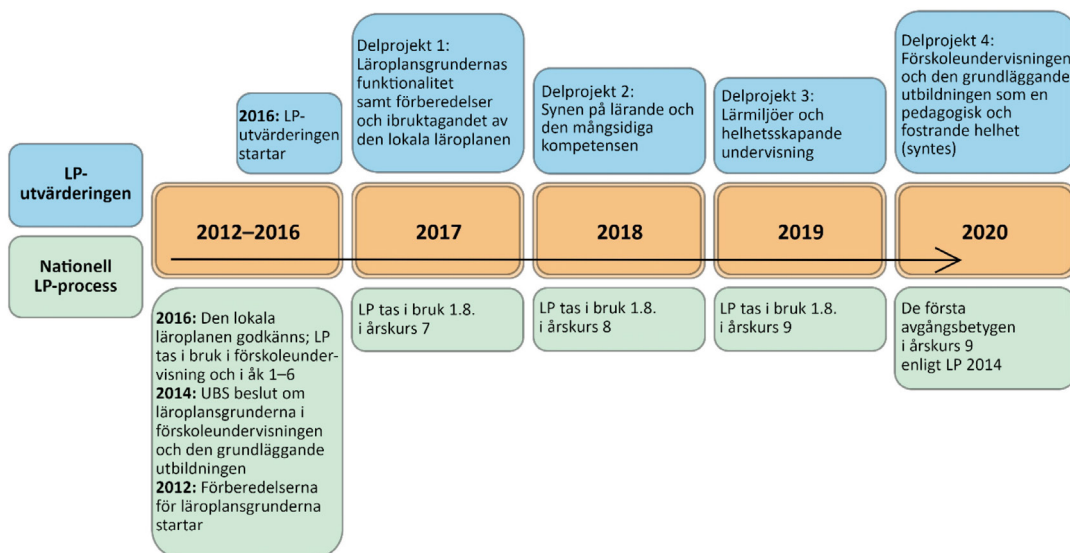 Delprojekt 1:
Läroplansgrundernas
funktionalitet
samt förberedelser
och ibruktagandet av
den lokala läroplanen
Delprojekt 4:
Förskoleundervisningen
och den grundläggande
utbildningen som en
pedagogisk och
fostrande helhet
(syntes)
2016: LP-
utvärderingen
startar
Delprojekt 2:
Synen på lärande och
den mångsidiga
kompetensen
Delprojekt 3:
Lärmiljöer och
helhetsskapande
undervisning
LP-
utvärderingen
2012–2016
2017
2018
2019
2020
Nationell
LP-process
2016: Den lokala
läroplanen godkänns; LP
tas i bruk i förskoleunder-
visning och i åk 1–6
2014: UBS beslut om
läroplansgrunderna i
förskoleundervisningen
och den grundläggande
utbildningen
2012: Förberedelserna
för läroplansgrunderna
startar
LP tas i bruk 1.8.
i årskurs 7
LP tas i bruk 1.8.
i årskurs 8
LP tas i bruk 1.8.
i årskurs 9
De första
avgångsbetygen
i årskurs 9
enligt LP 2014